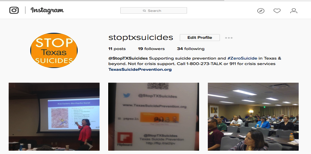 Instagram
Search
STOP
Texas
SUICIDES
stoptxsuicides
Edit Profile
11 posts 19 followers 34 following
@StopTXSuicides Supporting suicide prevention and #ZeroSuicide in Texas &
beyond. Not for crisis support. Call 1-800-273-TALK or 911 for crisis services
TexasSuicidePrevention.org
@StopTXSuicides